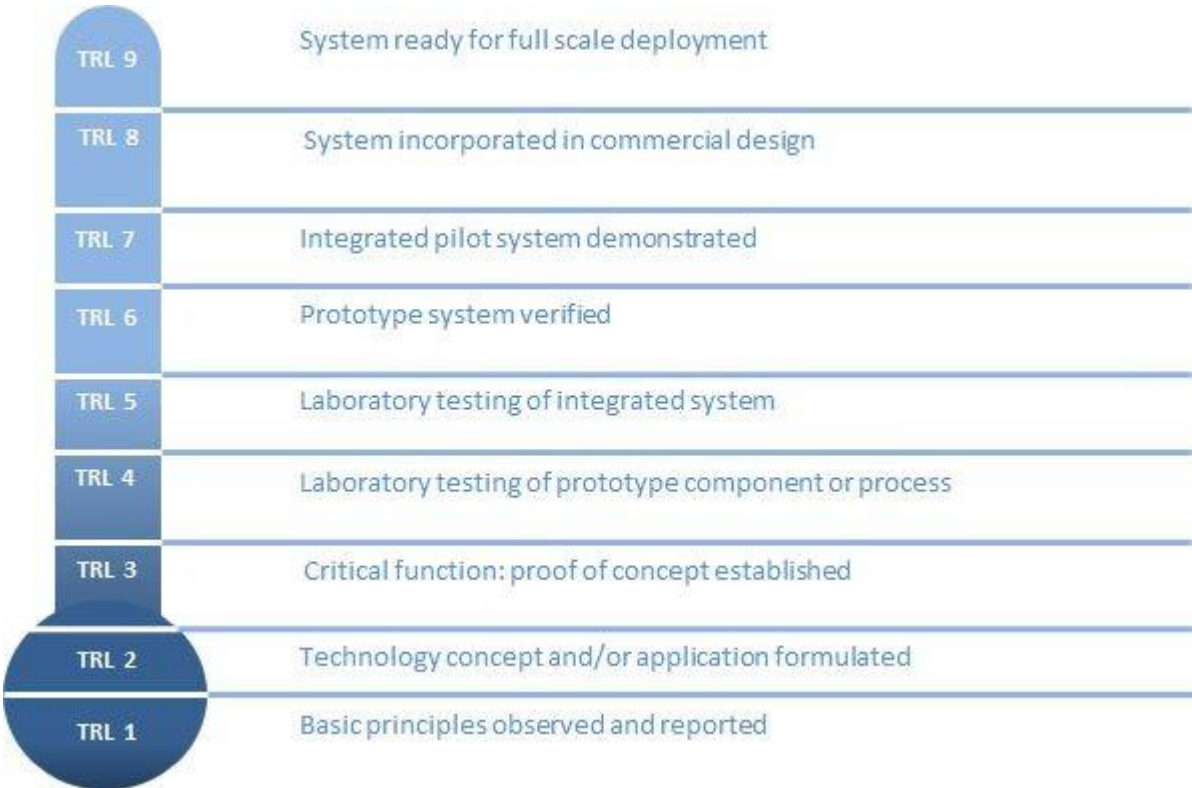 TRL 9 System ready for full scale deployment
TRL 8 System incorporated in commercial design
TRL 7 Integrated pilot system demonstrated
TRL 6 Prototype system verified
TRL 5 Laboratory testing of integrated system
TRL 4 Laboratory testing of prototype component or process
TRL 3 Critical function: proof of concept established
TRL 2 Technology concept and/or application formulated
TRL 1 Basic principles observed and reported